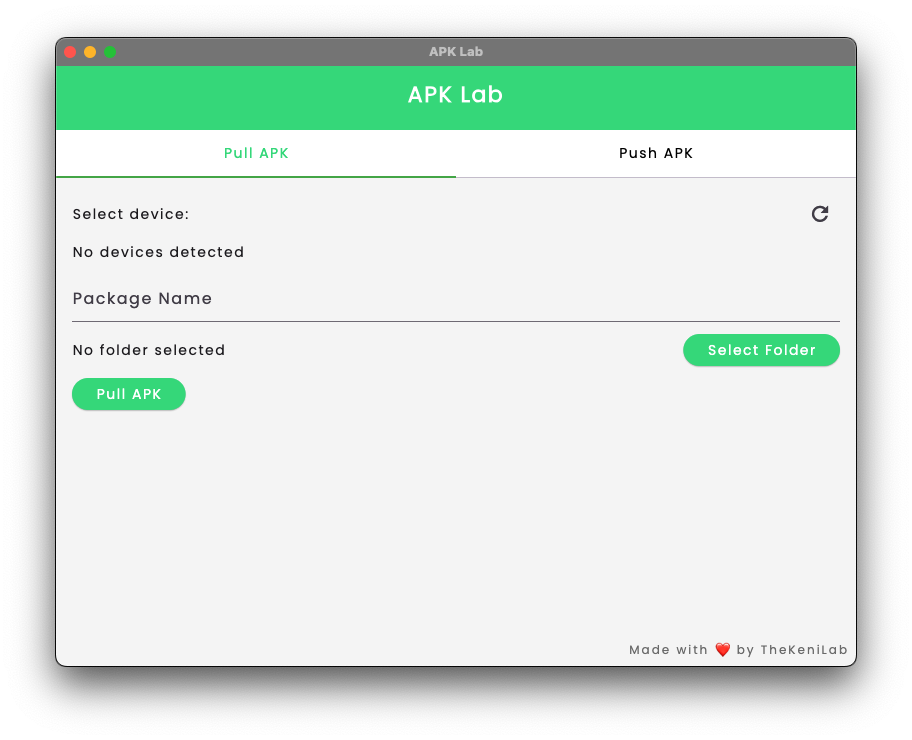 APK Lab
APK Lab
Pull APK
Push APK
Select device:
No devices detected
Package Name
No folder selected
Select Folder
Pull APK
Made with ❤️ by TheKeniLab